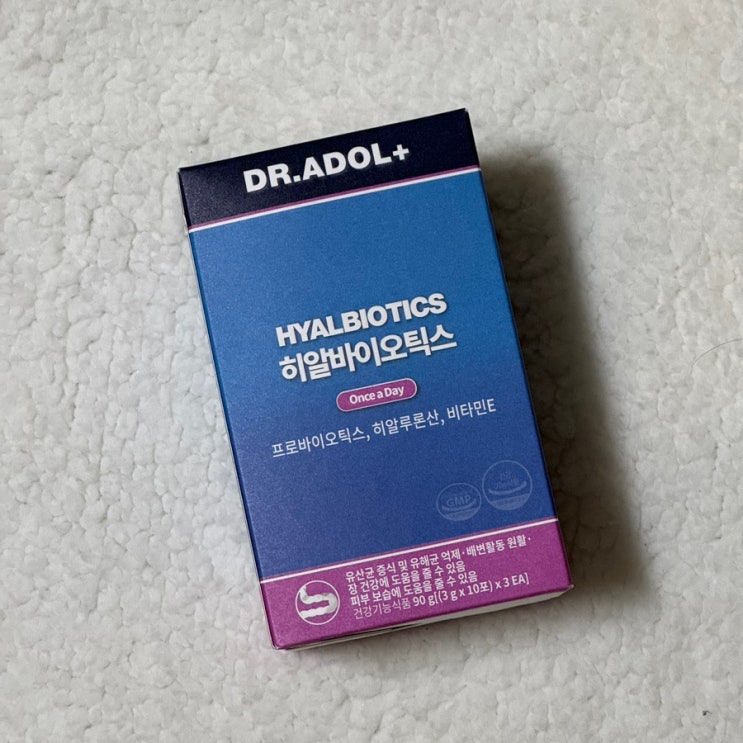 DR.ADOL+
HYALBIOTICS
히알바이오틱스
Once a Day
프로바이오틱스, 히알루론산, 비타민E
GMP
유산균 증식 및 유해균 억제·배변활동 원활·
장 건강에 도움을 줄 수 있음
피부 보습에 도움을 줄 수 있음
건강기능식품 90 g[(3 g x 10포) x 3 EA]